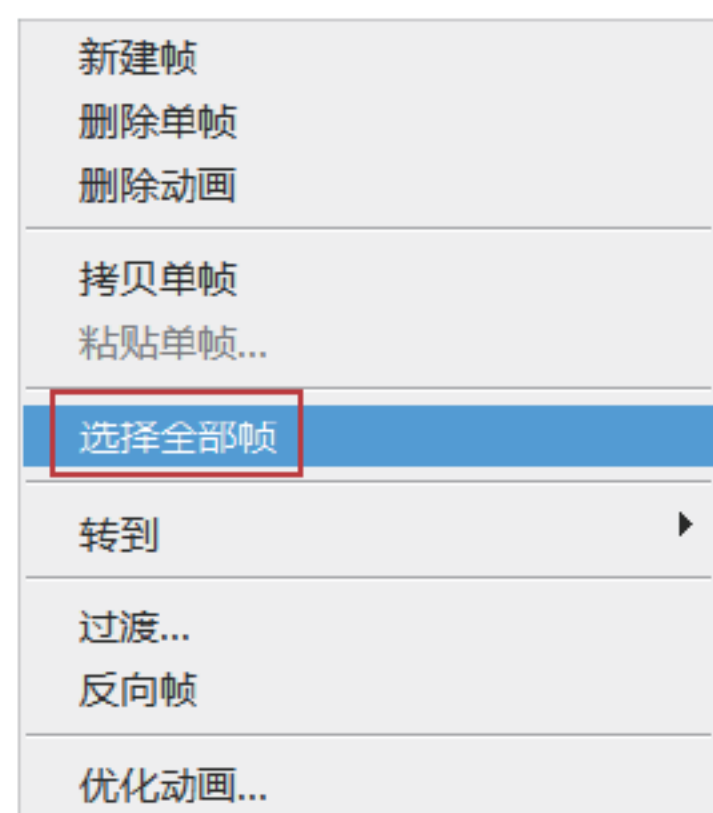 新建帧
删除单帧
删除动画
拷贝单帧
粘贴单帧...
选择全部帧
转到
过渡...
反向帧
优化动画...